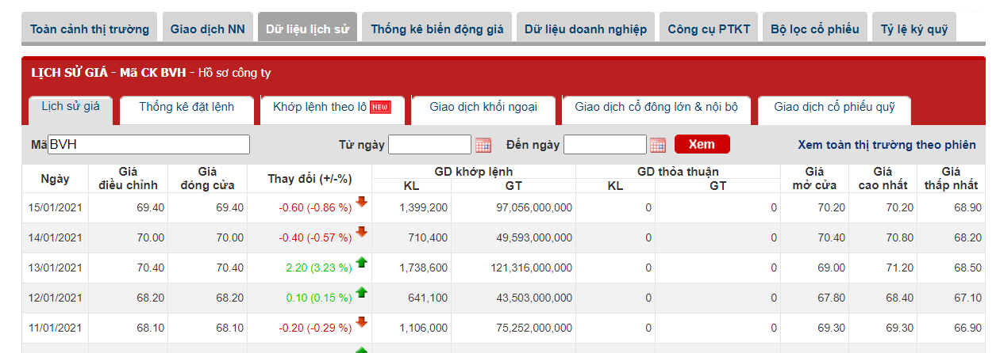 Toàn cảnh thị trường Giao dịch NN Dữ liệu lịch sử Thống kê biến động giá Dữ liệu doanh nghiệp Công cụ PTKT Bộ lọc cổ phiếu Tỷ lệ ký quỹ
LỊCH SỬ GIÁ - Mã CK BVH - Hồ sơ công ty
Lịch sử giá Thống kê đặt lệnh Khớp lệnh theo lô NEW Giao dịch khối ngoại Giao dịch cổ đông lớn & nội bộ Giao dịch cổ phiếu quỹ
Mã BVH Từ ngày Đến ngày Xem Xem toàn thị trường theo phiên
Ngày Giá điều chỉnh Giá đóng cửa Thay đổi (+/-%) GD khớp lệnh GD thỏa thuận Giá mở cửa Giá cao nhất Giá thấp nhất
KL GT KL GT
15/01/2021 69.40 69.40 -0.60 (-0.86 %) 1,399,200 97,056,000,000 0 0 70.20 70.20 68.90
14/01/2021 70.00 70.00 -0.40 (-0.57 %) 710,400 49,593,000,000 0 0 70.40 70.80 68.20
13/01/2021 70.40 70.40 2.20 (3.23 %) 1,738,600 121,316,000,000 0 0 69.00 71.20 68.50
12/01/2021 68.20 68.20 0.10 (0.15 %) 641,100 43,503,000,000 0 0 67.80 68.40 67.10
11/01/2021 68.10 68.10 -0.20 (-0.29 %) 1,106,000 75,252,000,000 0 0 69.30 69.30 66.90